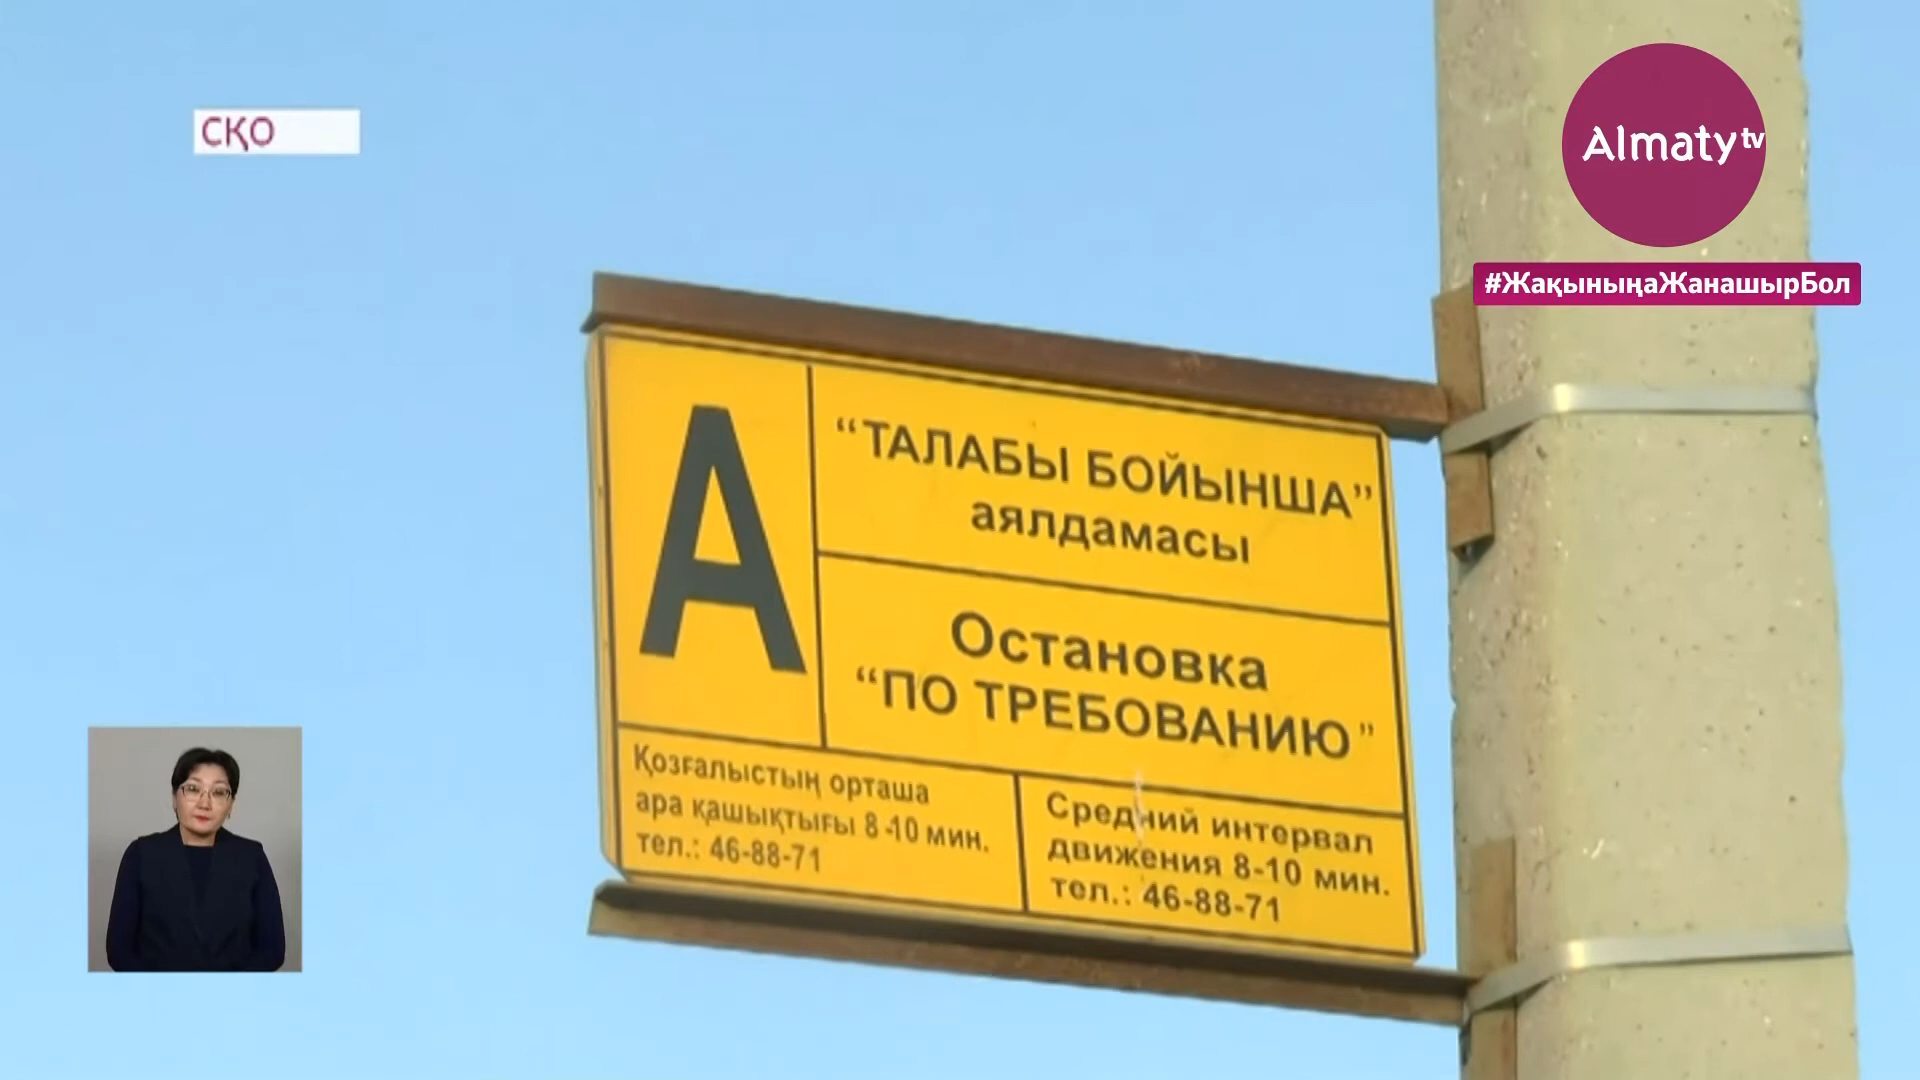 СҚО
Almaty tv
#ЖақыныңаЖанашырБол
А
“ТАЛАБЫ БОЙЫНША”
аялдамасы
Остановка
“ПО ТРЕБОВАНИЮ”
Қозғалыстың орташа
ара қашықтығы 8-10 мин.
тел.: 46-88-71
Средний интервал
движения 8-10 мин.
тел.: 46-88-71